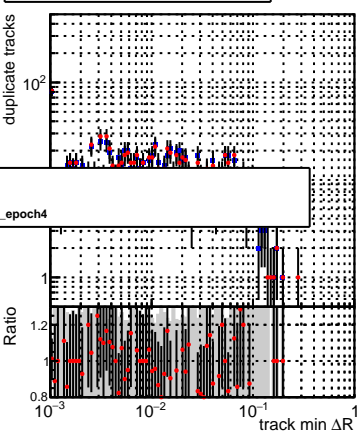 duplicate tracks
10²
_epoch4
1
Ratio
1.2
1
0.8
10⁻³ 10⁻² 10⁻¹ 1
track min ΔR